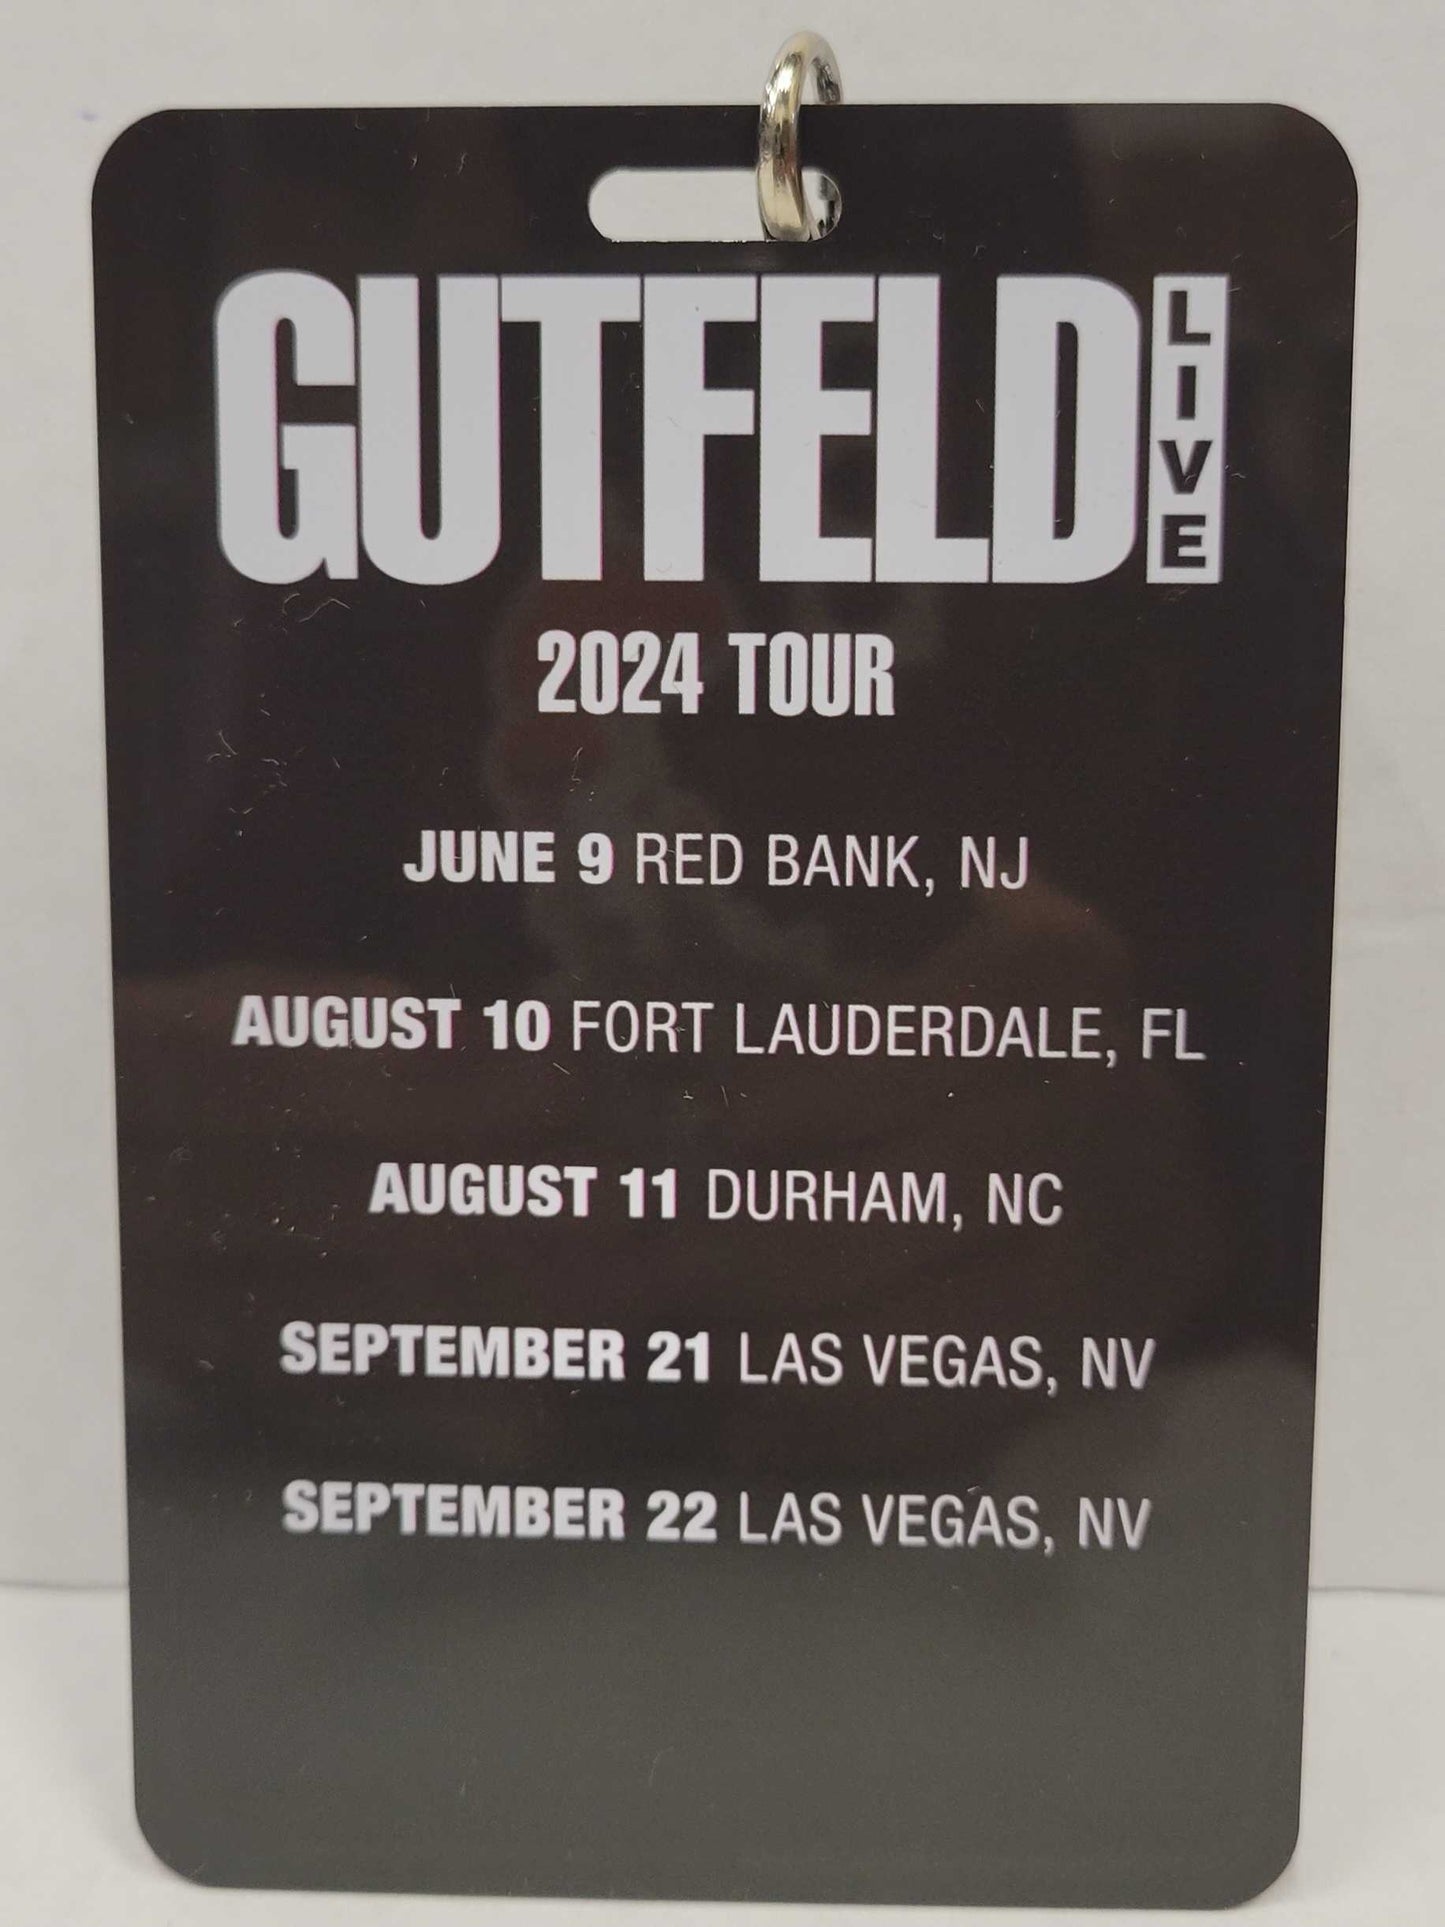 GUTFELD LIVE
2024 TOUR
JUNE 9 RED BANK, NJ
AUGUST 10 FORT LAUDERDALE, FL
AUGUST 11 DURHAM, NC
SEPTEMBER 21 LAS VEGAS, NV
SEPTEMBER 22 LAS VEGAS, NV